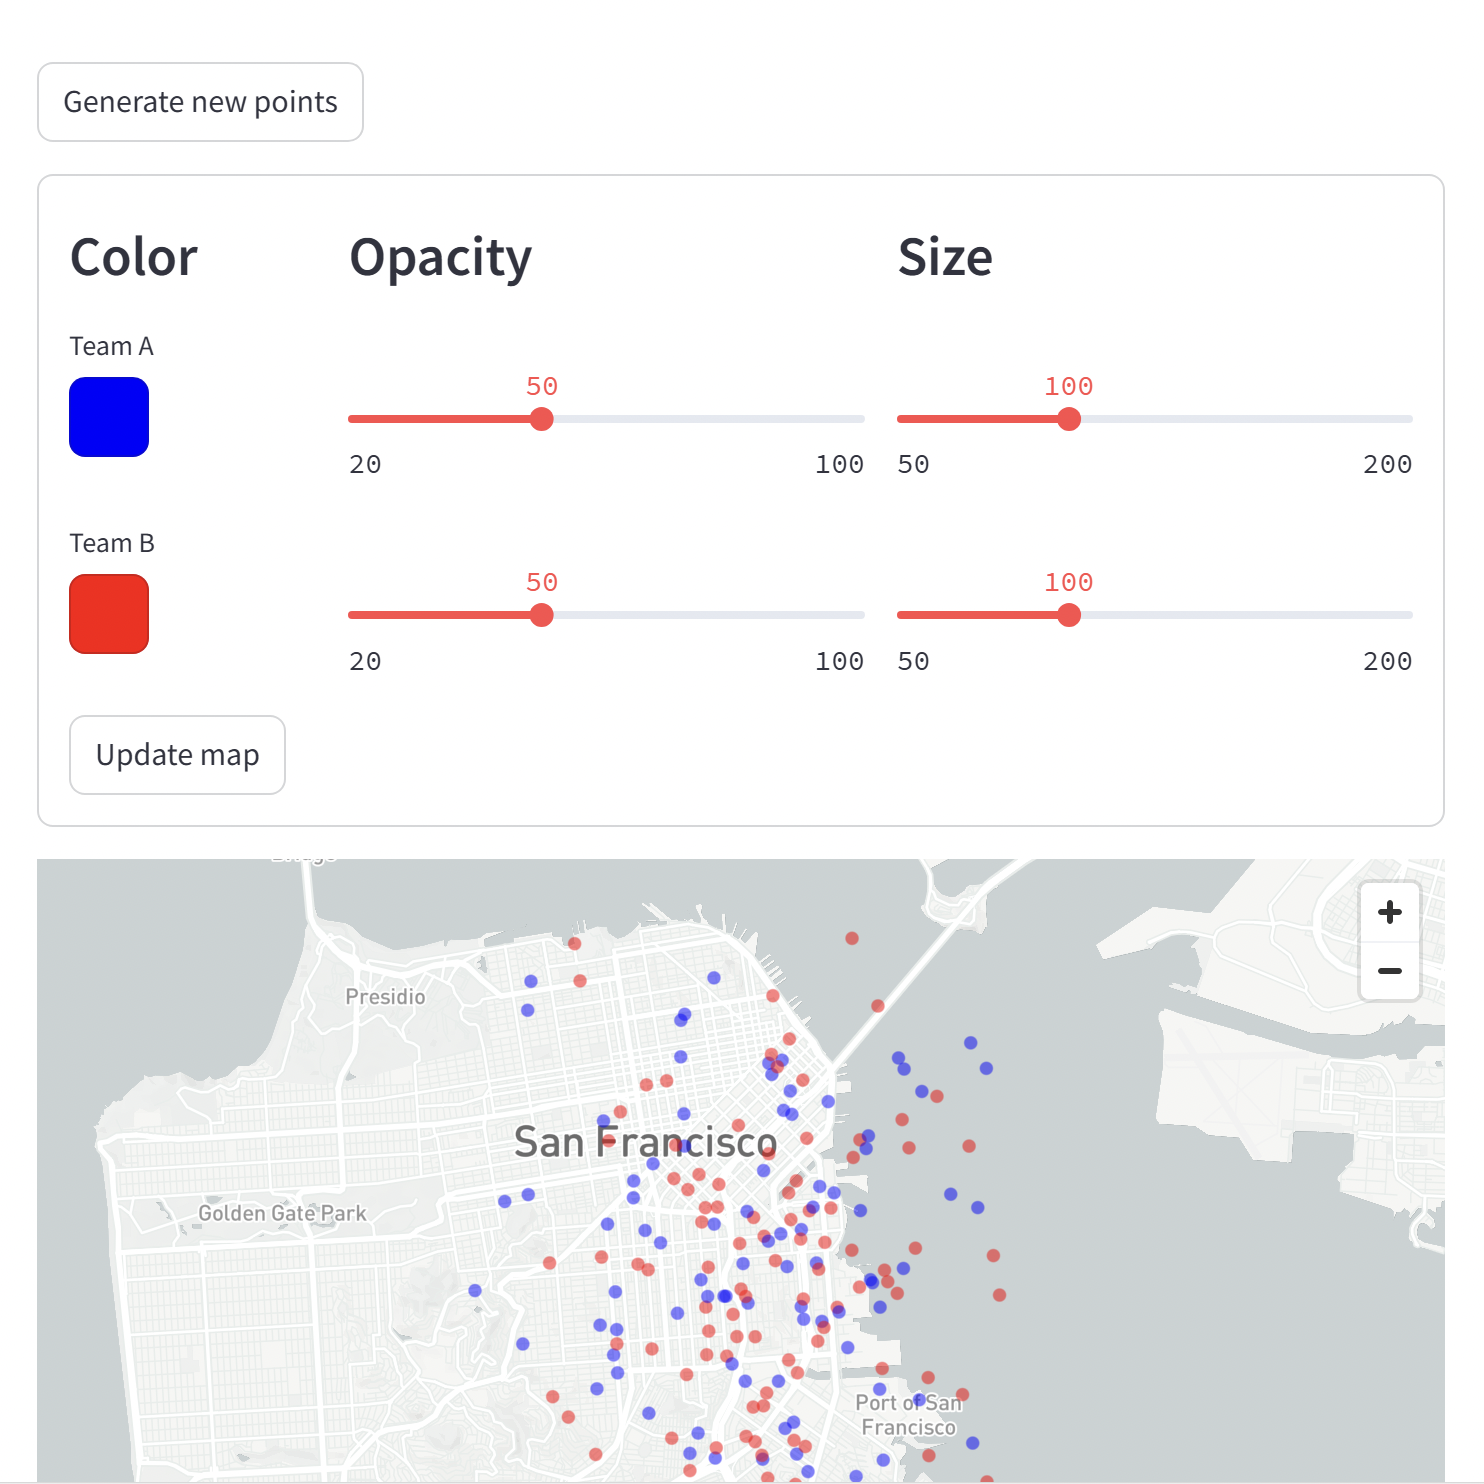 Generate new points
Color Opacity Size
Team A
50 100
20 100 50 200
Team B
50 100
20 100 50 200
Update map
+
Presidio
−
San Francisco
Golden Gate Park
Port of San
Francisco